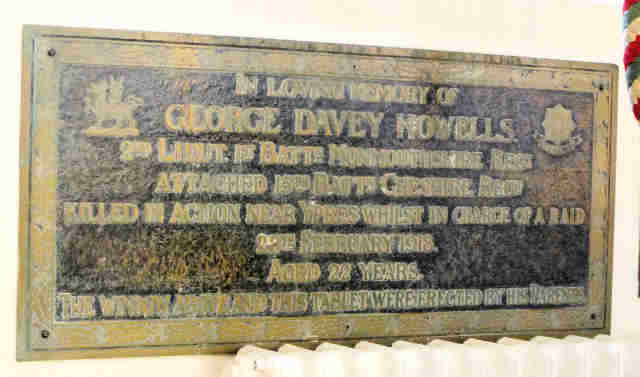 IN LOVING MEMORY OF
GEORGE DAVEY HOWELLS.
2ND LIEUT. 1ST BATTN MONMOUTHSHIRE REGT
ATTACHED BATTN CHESHIRE REGT
KILLED IN ACTION NEAR YPRES WHILST IN CHARGE OF A RAID
FEBRUARY 1918.
AGED 22 YEARS.
THE WINDOW ABOVE AND THIS TABLET WERE ERECTED BY HIS PARENTS.